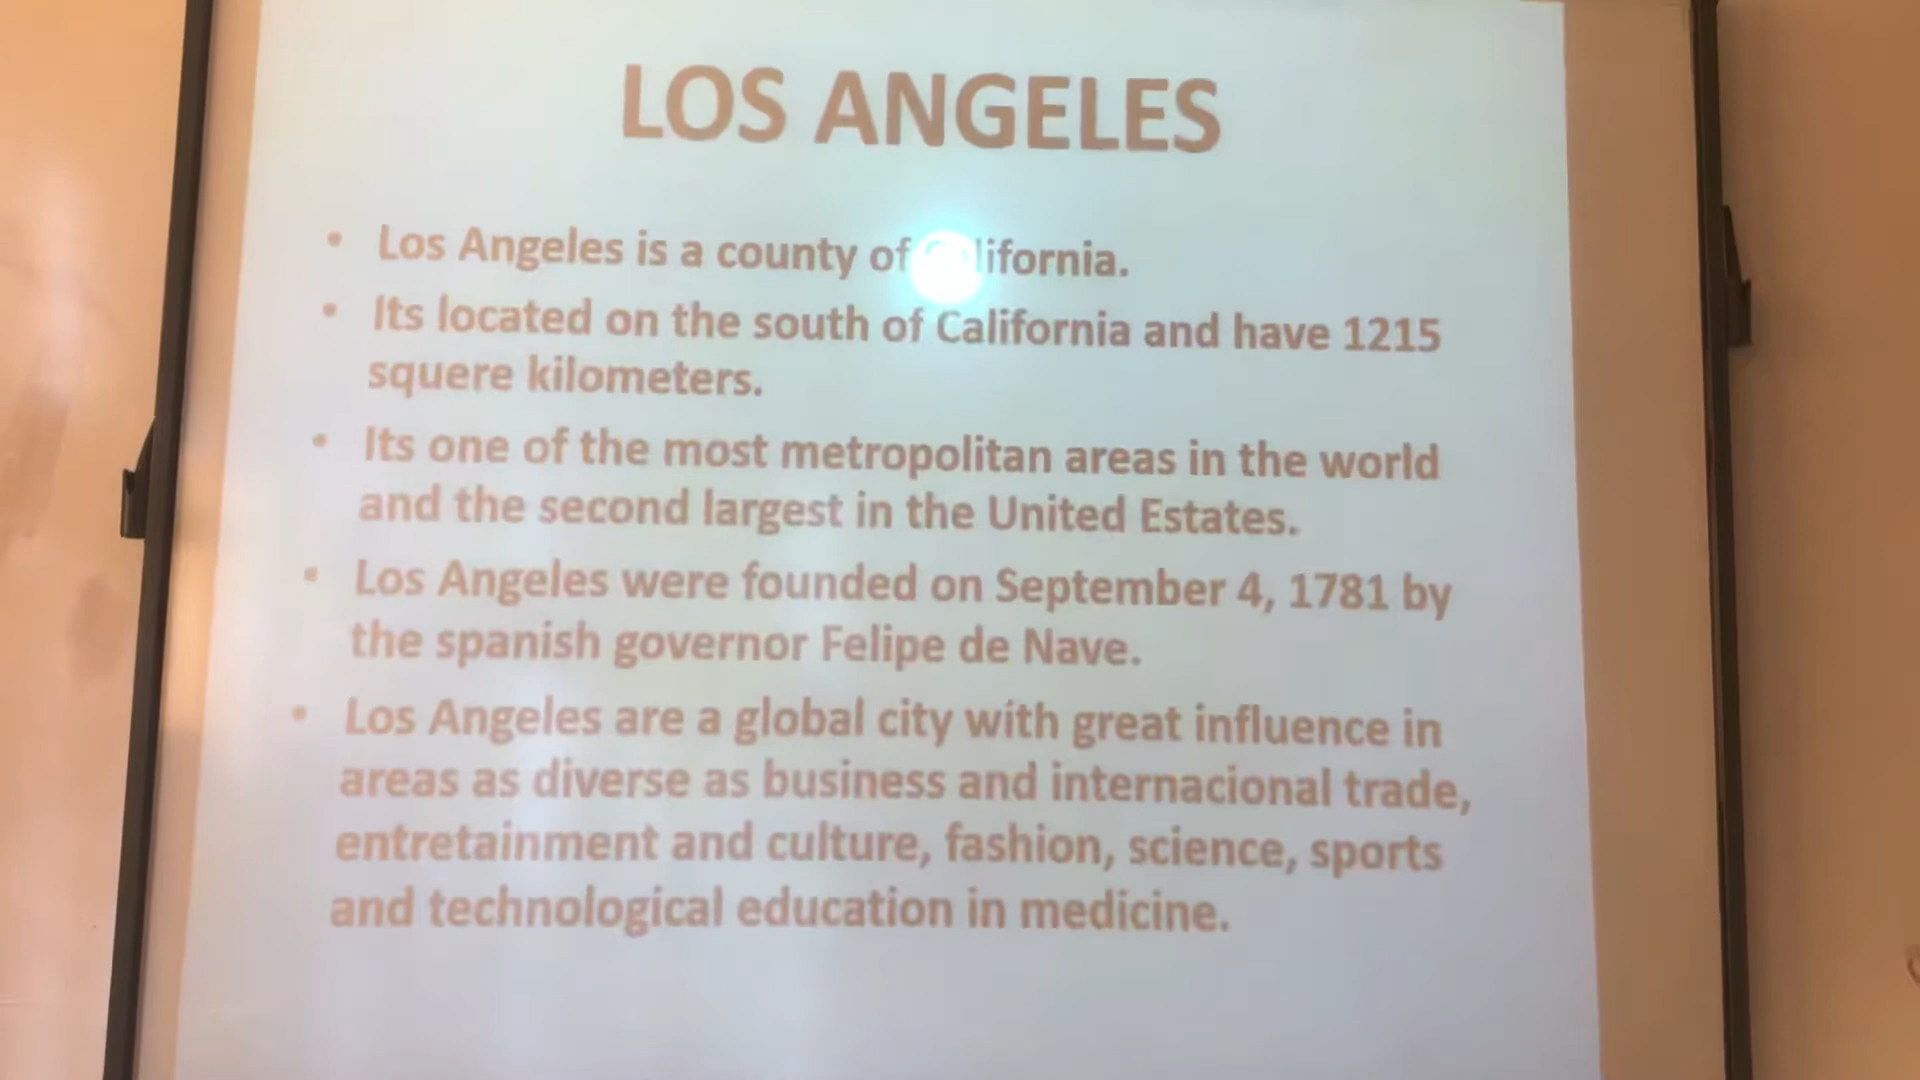 LOS ANGELES
• Los Angeles is a county of California.
• Its located on the south of California and have 1215
squere kilometers.
• Its one of the most metropolitan areas in the world
and the second largest in the United Estates.
• Los Angeles were founded on September 4, 1781 by
the spanish governor Felipe de Nave.
• Los Angeles are a global city with great influence in
areas as diverse as business and internacional trade,
entretainment and culture, fashion, science, sports
and technological education in medicine.